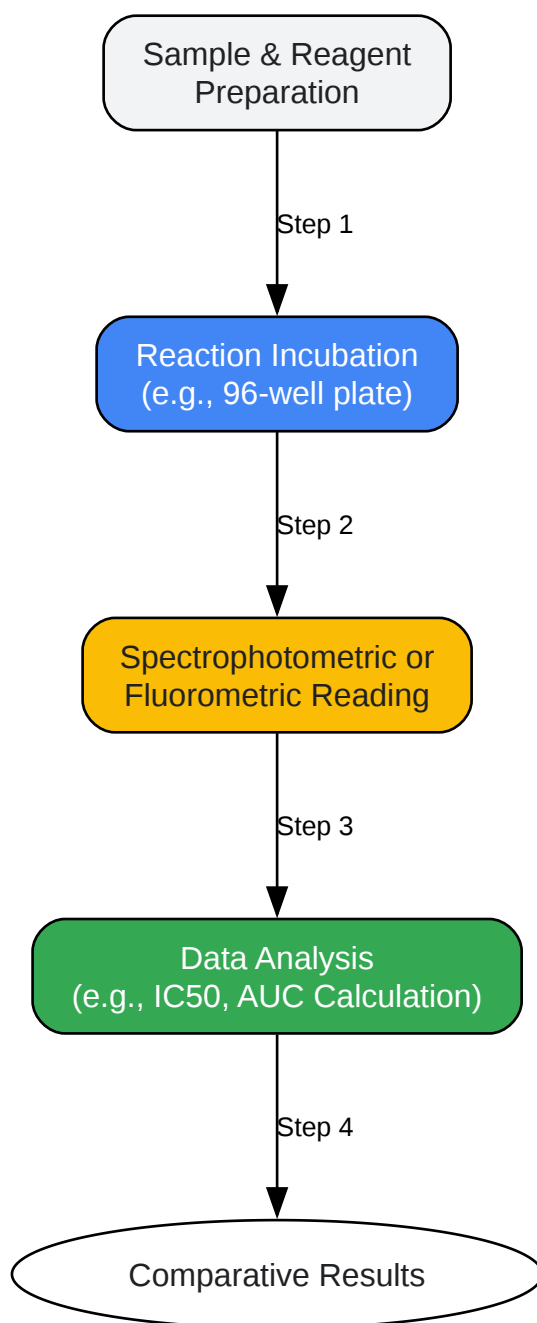 Sample & Reagent
Preparation
Step 1
Reaction Incubation
(e.g., 96-well plate)
Step 2
Spectrophotometric or
Fluorometric Reading
Step 3
Data Analysis
(e.g., IC50, AUC Calculation)
Step 4
Comparative Results